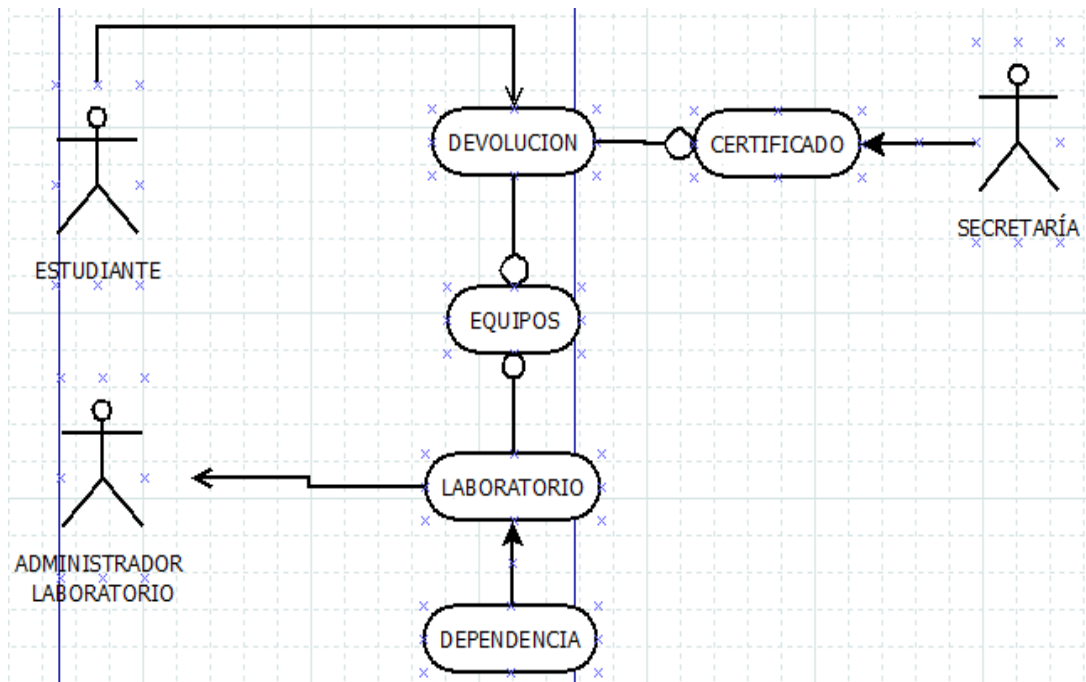 DEVOLUCION
CERTIFICADO
SECRETARÍA
ESTUDIANTE
EQUIPOS
LABORATORIO
ADMINISTRADOR
LABORATORIO
DEPENDENCIA